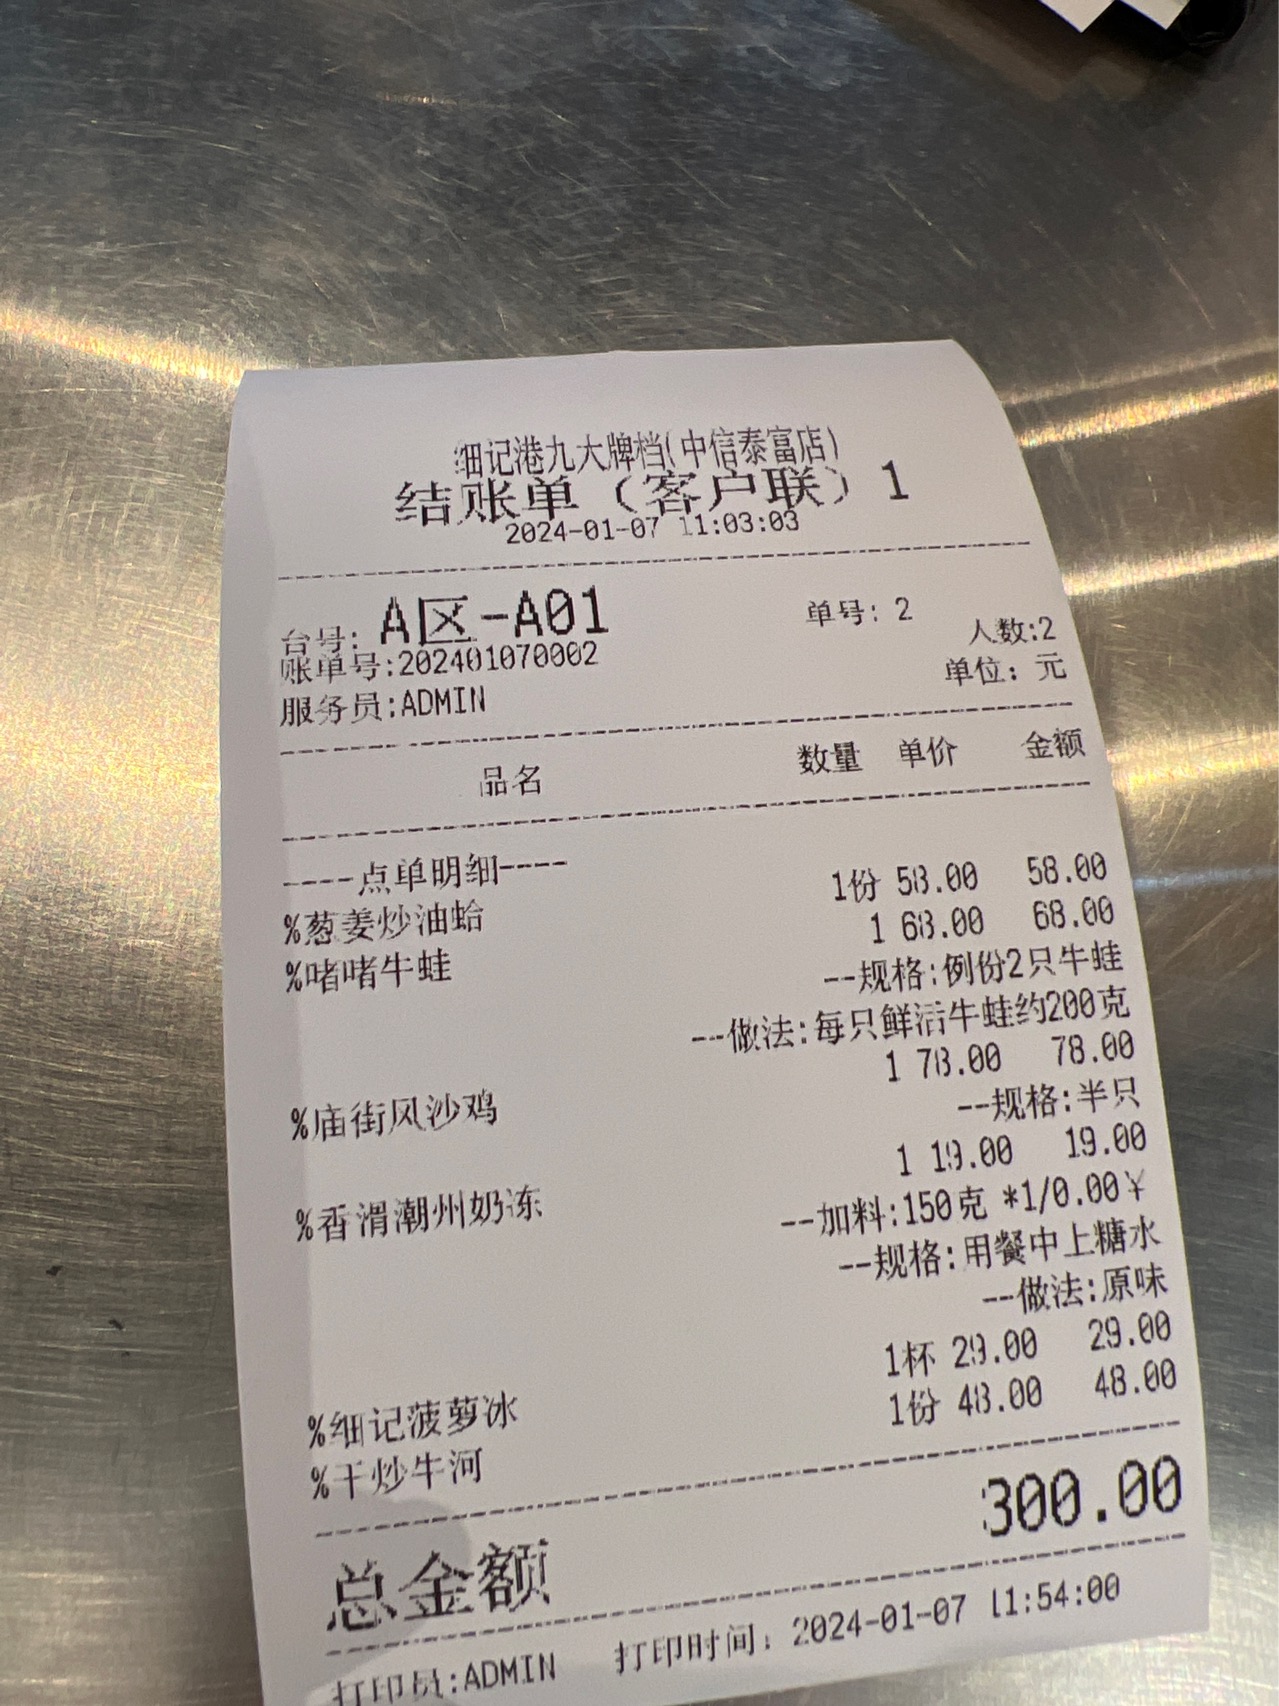 细记港九大牌档(中信泰富店)
结账单（客户联）1
2024-01-07 11:03:03
台号: A区-A01 单号: 2
账单号:202401070002 人数:2
服务员:ADMIN 单位: 元
品名 数量 单价 金额
----点单明细----
%葱姜炒油蛤 1份 58.00 58.00
%啫啫牛蛙 1 68.00 68.00
--规格:例份2只牛蛙
--做法:每只鲜活牛蛙约200克
%庙街风沙鸡 1 78.00 78.00
--规格:半只
%香滑潮州奶冻 1 19.00 19.00
--加料:150克 *1/0.00¥
--规格:用餐中上糖水
--做法:原味
%细记菠萝冰 1杯 29.00 29.00
%干炒牛河 1份 48.00 48.00
总金额 300.00
打印员:ADMIN 打印时间: 2024-01-07 11:54:00